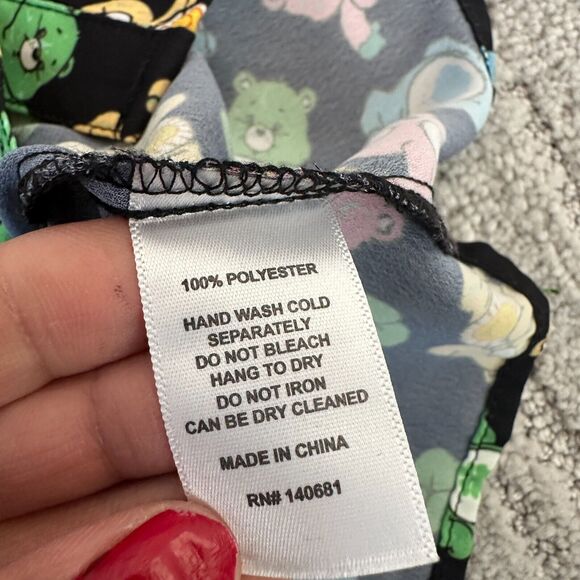 100% POLYESTER
HAND WASH COLD
SEPARATELY
DO NOT BLEACH
HANG TO DRY
DO NOT IRON
CAN BE DRY CLEANED
MADE IN CHINA
RN# 140681